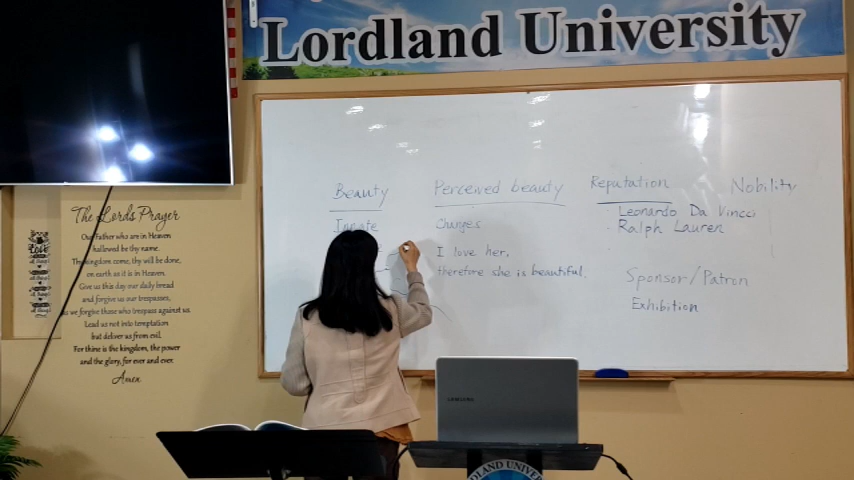 Lordland University
Beauty
Perceived beauty
Reputation
Nobility
Innate
Changes
Leonardo Da Vincci
Ralph Lauren
I love her,
therefore she is beautiful.
Sponsor/Patron
Exhibition
The Lord's Prayer
Our Father who are in Heaven
hallowed be thy name.
Thy kingdom come, thy will be done,
on earth as it is in Heaven.
Give us this day our daily bread
and forgive us our trespasses,
as we forgive those who trespass against us.
Lead us not into temptation
but deliver us from evil.
For thine is the kingdom, the power
and the glory, for ever and ever.
Amen
SAMSUNG